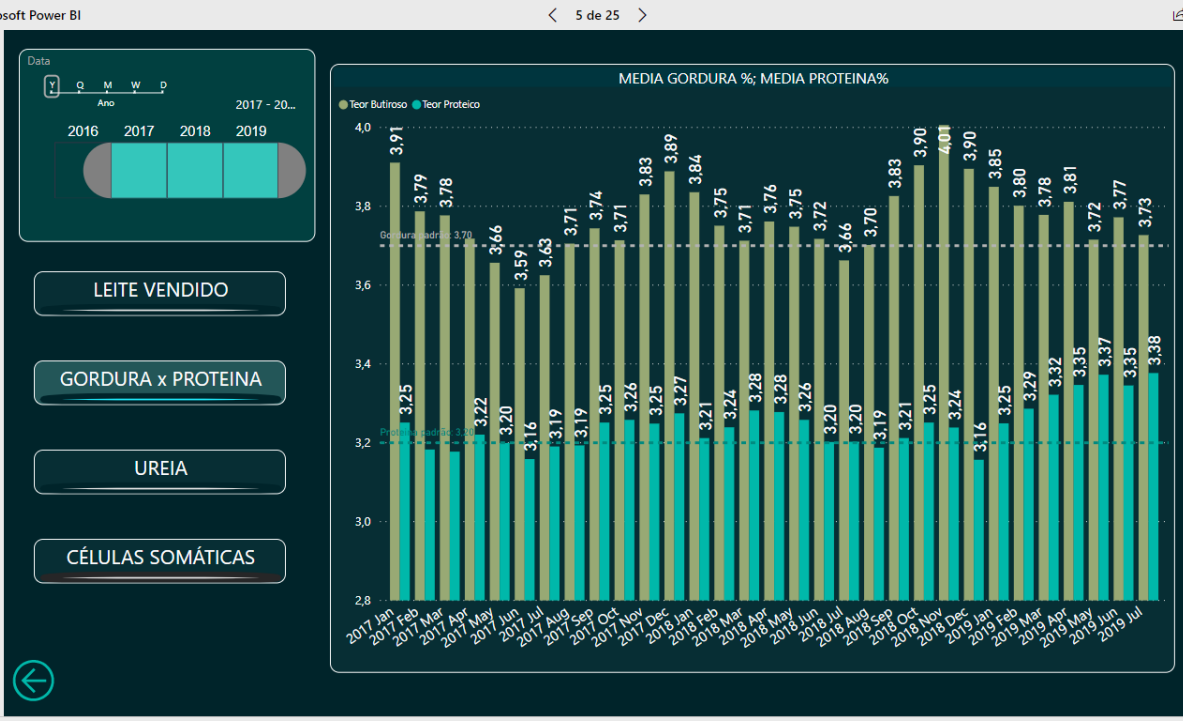 osoft Power BI
5 de 25
Data
Y Q M W D
Ano
2017 - 20...
2016 2017 2018 2019
LEITE VENDIDO
GORDURA x PROTEINA
UREIA
CÉLULAS SOMÁTICAS
MEDIA GORDURA %; MEDIA PROTEINA%
Teor Butiroso Teor Proteico
4,0
3,8
3,6
3,4
3,2
3,0
2,8
Gordura padrão: 3,70
Proteína padrão: 3,20
3,91 3,79 3,78 3,66 3,59 3,63 3,71 3,74 3,71 3,83 3,89 3,84 3,75 3,71 3,76 3,75 3,72 3,66 3,70 3,83 3,90 4,01 3,90 3,85 3,80 3,78 3,81 3,72 3,77 3,73
3,25 3,22 3,20 3,16 3,19 3,19 3,25 3,26 3,25 3,27 3,21 3,24 3,28 3,28 3,26 3,20 3,20 3,19 3,21 3,25 3,24 3,16 3,25 3,29 3,32 3,35 3,37 3,35 3,38
2017 Jan
2017 Feb
2017 Mar
2017 Apr
2017 May
2017 Jun
2017 Jul
2017 Aug
2017 Sep
2017 Oct
2017 Nov
2017 Dec
2018 Jan
2018 Feb
2018 Mar
2018 Apr
2018 May
2018 Jun
2018 Jul
2018 Aug
2018 Sep
2018 Oct
2018 Nov
2018 Dec
2019 Jan
2019 Feb
2019 Mar
2019 Apr
2019 May
2019 Jun
2019 Jul